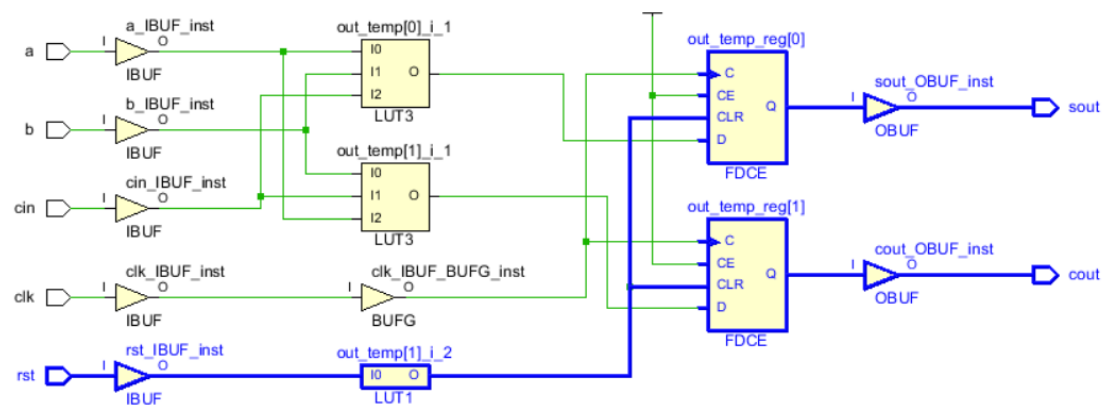 a_IBUF_inst
a I O
IBUF
b_IBUF_inst
b I O
IBUF
cin_IBUF_inst
cin I O
IBUF
clk_IBUF_inst
clk I O
IBUF
rst_IBUF_inst
rst I O
IBUF
out_temp[0]_i_1
I0
I1 O
I2
LUT3
out_temp[1]_i_1
I0
I1 O
I2
LUT3
clk_IBUF_BUFG_inst
I O
BUFG
out_temp[1]_i_2
I0 O
LUT1
out_temp_reg[0]
C
CE
Q
CLR
D
FDCE
out_temp_reg[1]
C
CE
Q
CLR
D
FDCE
sout_OBUF_inst
I O sout
OBUF
cout_OBUF_inst
I O cout
OBUF